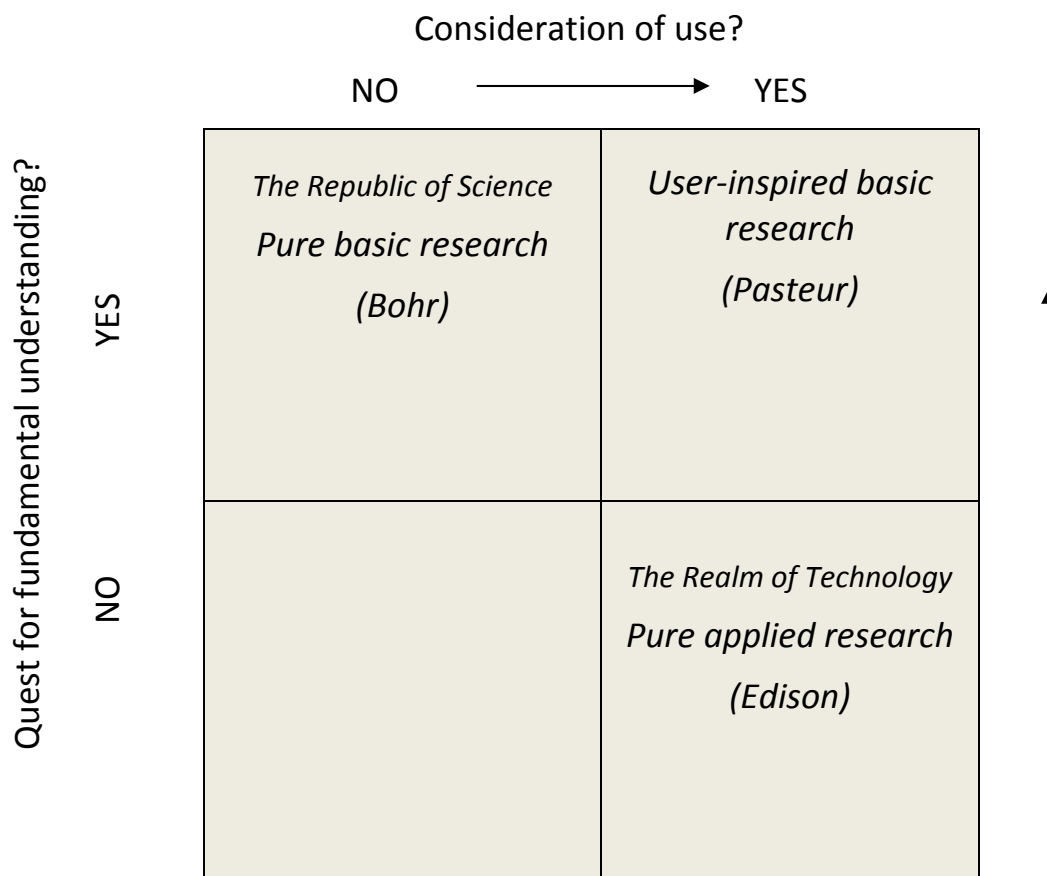 Consideration of use?
NO
YES
Quest for fundamental understanding?
YES
NO
The Republic of Science
Pure basic research
(Bohr)
User-inspired basic
research
(Pasteur)
The Realm of Technology
Pure applied research
(Edison)